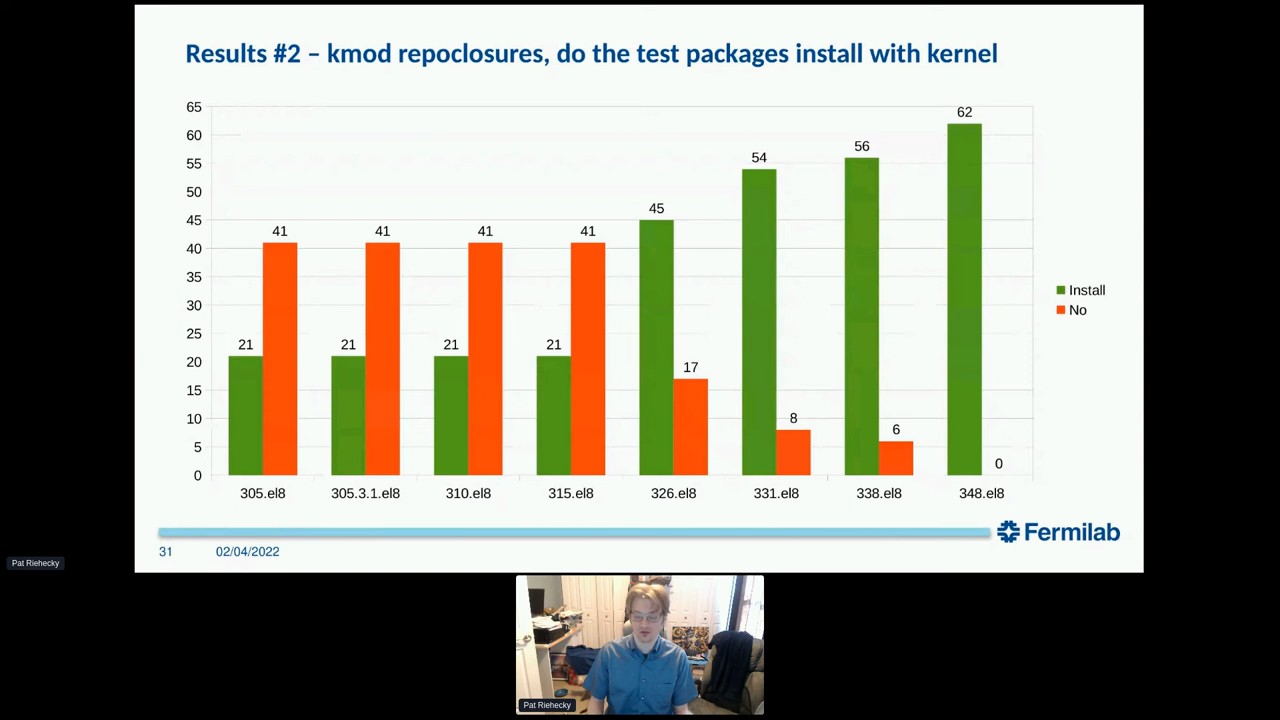 Results #2 – kmod repoclosures, do the test packages install with kernel
65
60
55
50
45
40
35
30
25
20
15
10
5
0
21
41
21
41
21
41
21
41
45
17
54
8
56
6
62
0
305.el8
305.3.1.el8
310.el8
315.el8
326.el8
331.el8
338.el8
348.el8
Install
No
31
02/04/2022
Fermilab
Pat Riehecky
Pat Riehecky